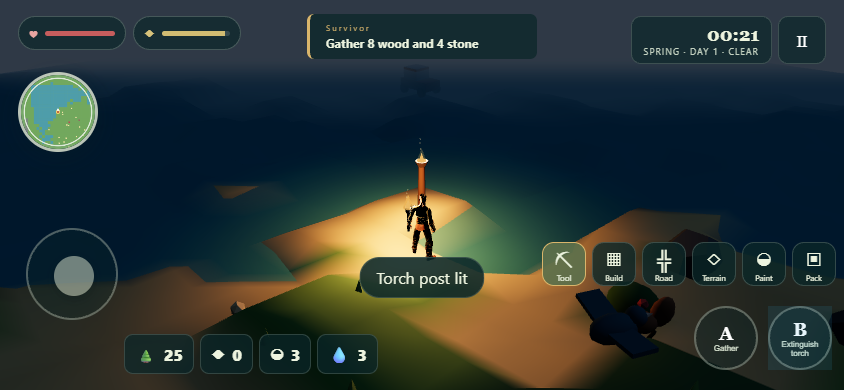 Survivor
Gather 8 wood and 4 stone
00:21
SPRING · DAY 1 · CLEAR
II
Torch post lit
Tool
Build
Road
Terrain
Paint
Pack
A
Gather
B
Extinguish
torch
25
0
3
3